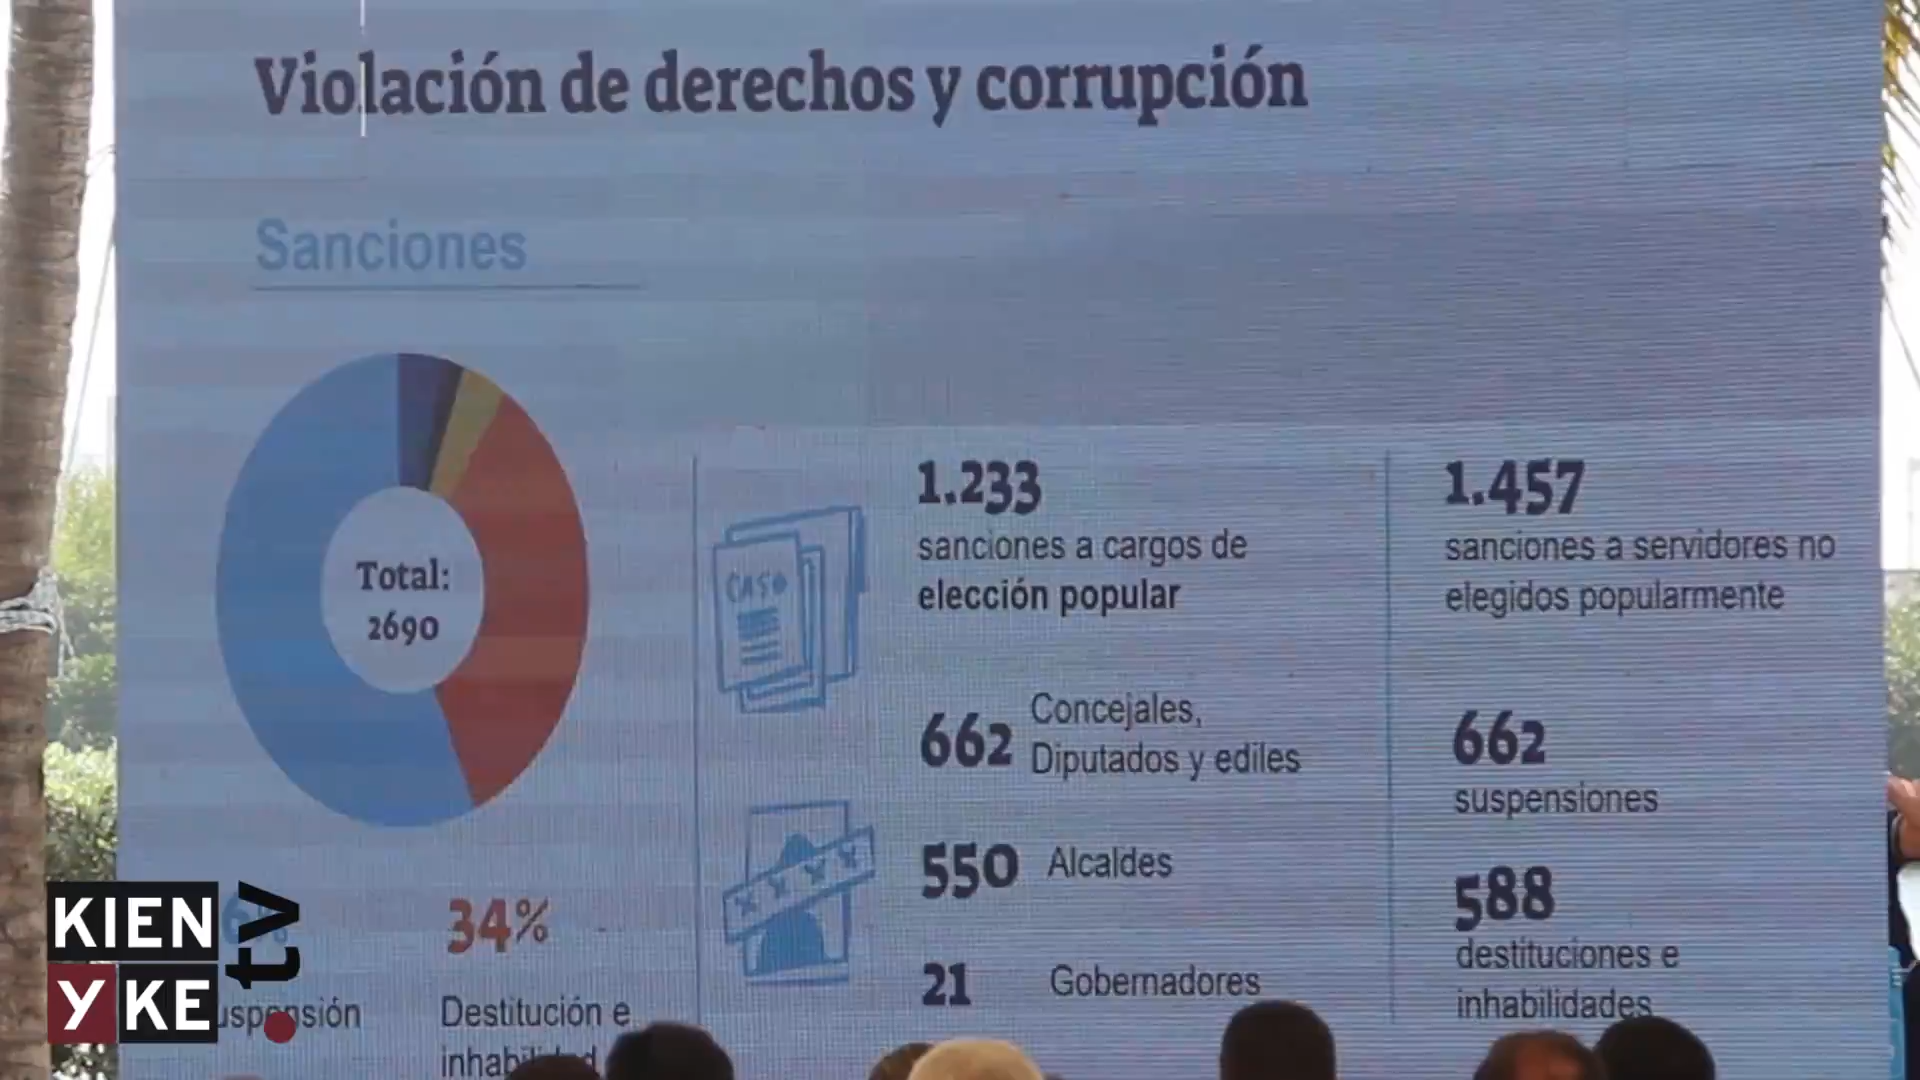 Violación de derechos y corrupción
Sanciones
Total:
2690
34%
Destitución e
1.233
sanciones a cargos de
elección popular
CASO
662 Concejales,
Diputados y ediles
550 Alcaldes
21 Gobernadores
1.457
sanciones a servidores no
elegidos popularmente
662
suspensiones
588
destituciones e
inhabilidades
KIEN
Y KE
.tv